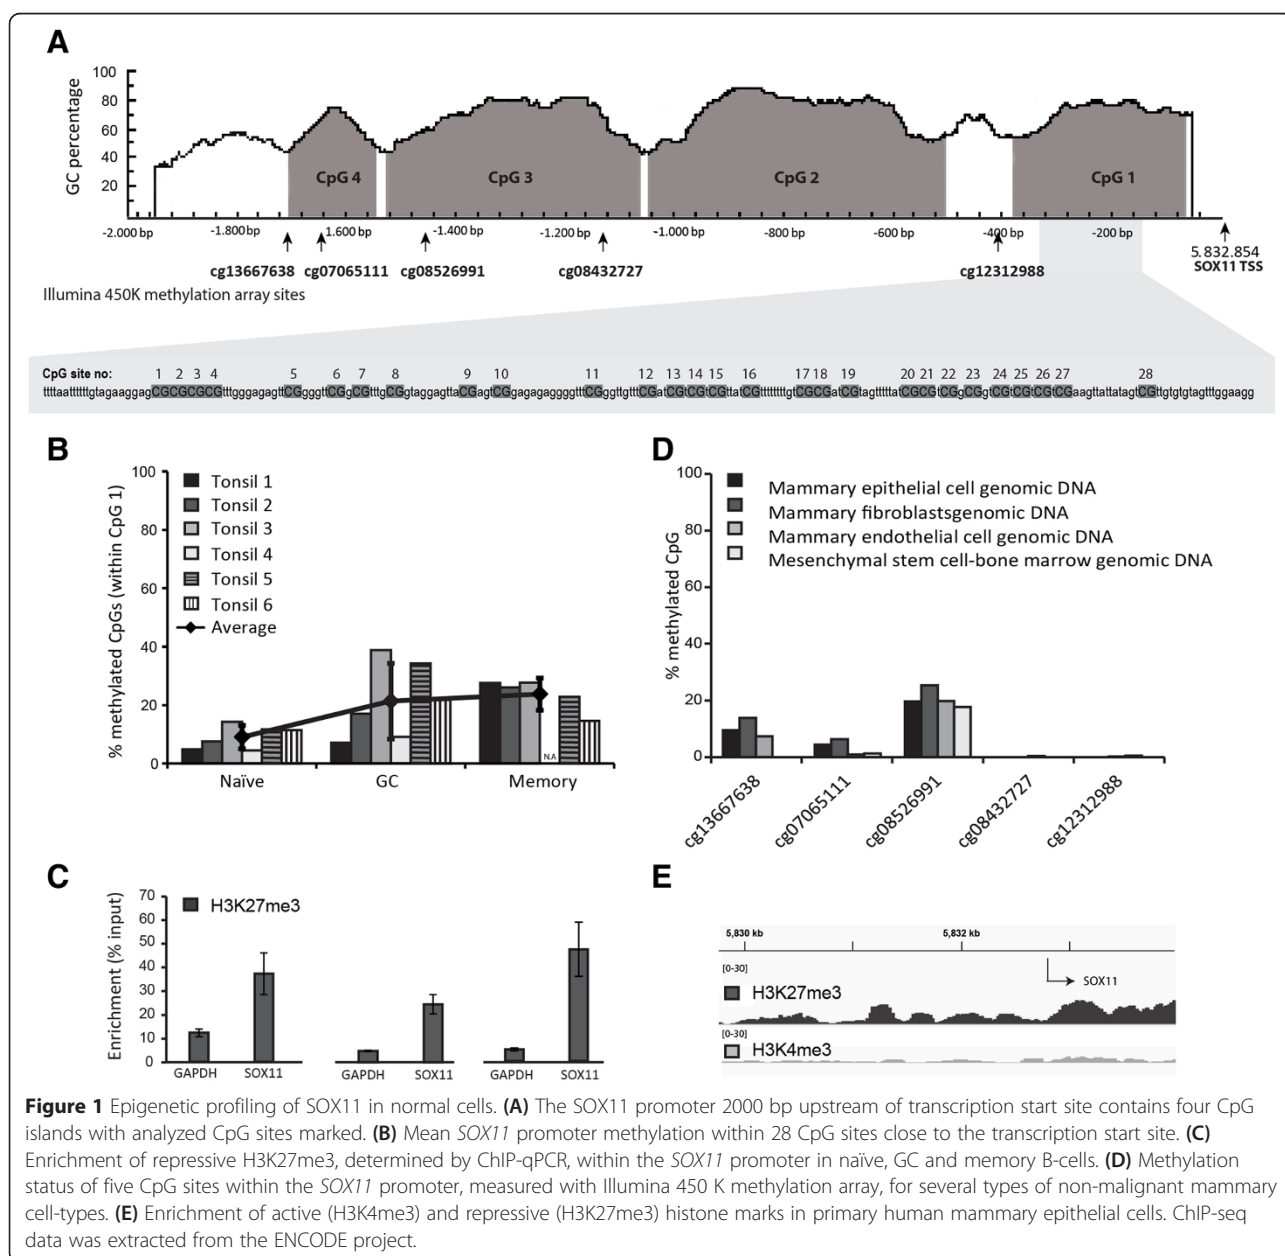 A
GC percentage
100
80
60
40
20
CpG 4
CpG 3
CpG 2
CpG 1
-2.000 bp
-1.800 bp
1.600 bp
-1.400 bp
-1.200 bp
-1.000 bp
-800 bp
-600 bp
-400 bp
-200 bp
cg13667638
cg07065111
cg08526991
cg08432727
cg12312988
5.832.854
SOX11 TSS
Illumina 450K methylation array sites
CpG site no: 1 2 3 4 5 6 7 8 9 10 11 12 13 14 15 16 17 18 19 20 21 22 23 24 25 26 27 28
B
% methylated CpGs (within CpG 1)
100
80
60
40
20
0
Tonsil 1
Tonsil 2
Tonsil 3
Tonsil 4
Tonsil 5
Tonsil 6
Average
N.A
Naïve
GC
Memory
D
% methylated CpG
100
80
60
40
20
0
Mammary epithelial cell genomic DNA
Mammary fibroblastsgenomic DNA
Mammary endothelial cell genomic DNA
Mesenchymal stem cell-bone marrow genomic DNA
cg13667638
cg07065111
cg08526991
cg08432727
cg12312988
C
Enrichment (% input)
70
60
50
40
30
20
10
0
H3K27me3
GAPDH SOX11
GAPDH SOX11
GAPDH SOX11
E
5,830 kb
5,832 kb
[0-30]
SOX11
H3K27me3
[0-30]
H3K4me3
Figure 1 Epigenetic profiling of SOX11 in normal cells. (A) The SOX11 promoter 2000 bp upstream of transcription start site contains four CpG
islands with analyzed CpG sites marked. (B) Mean SOX11 promoter methylation within 28 CpG sites close to the transcription start site. (C)
Enrichment of repressive H3K27me3, determined by ChIP-qPCR, within the SOX11 promoter in naïve, GC and memory B-cells. (D) Methylation
status of five CpG sites within the SOX11 promoter, measured with Illumina 450 K methylation array, for several types of non-malignant mammary
cell-types. (E) Enrichment of active (H3K4me3) and repressive (H3K27me3) histone marks in primary human mammary epithelial cells. ChIP-seq
data was extracted from the ENCODE project.